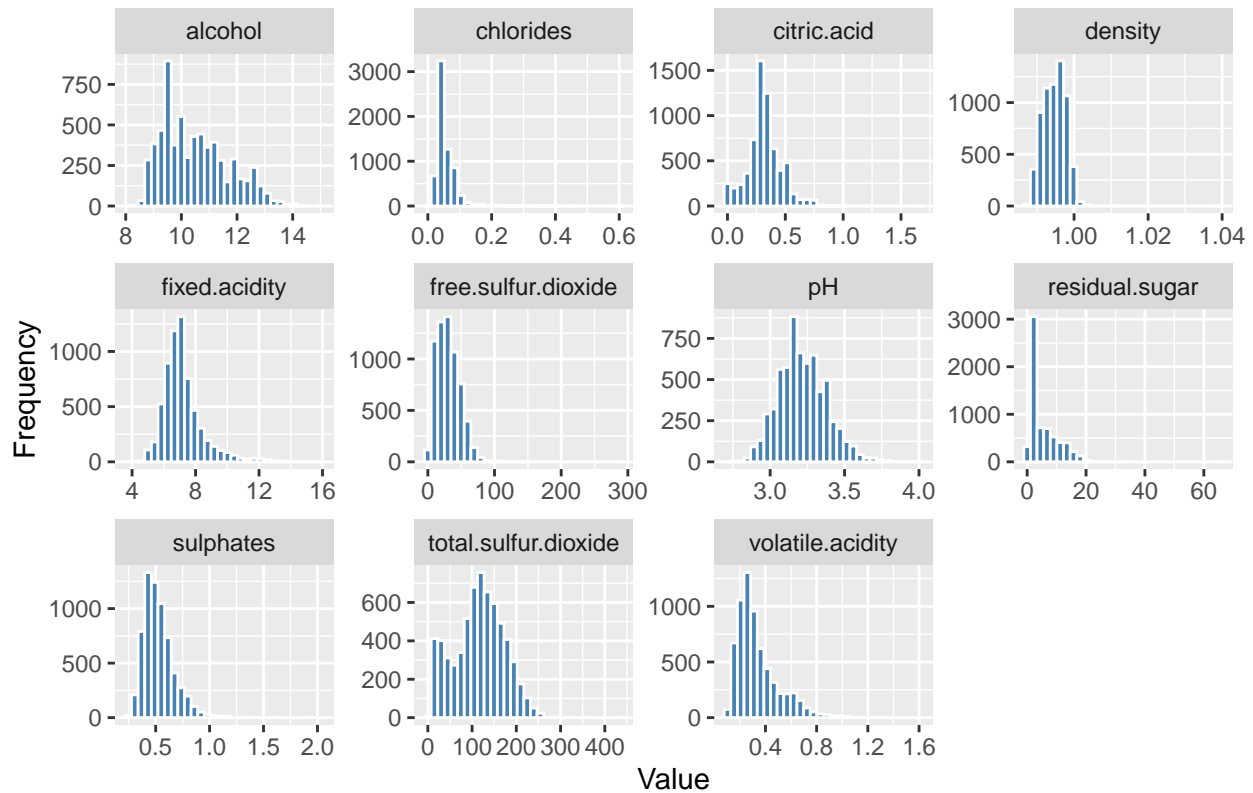 alcohol chlorides citric.acid density
750 500 250 0
3000 2000 1000 0
1500 1000 500 0
1000 500 0
8 10 12 14
0.0 0.2 0.4 0.6
0.0 0.5 1.0 1.5
1.00 1.02 1.04
Frequency
fixed.acidity free.sulfur.dioxide pH residual.sugar
1000 500 0
1000 500 0
750 500 250 0
3000 2000 1000 0
4 8 12 16
0 100 200 300
3.0 3.5 4.0
0 20 40 60
sulphates total.sulfur.dioxide volatile.acidity
1000 500 0
600 400 200 0
1000 500 0
0.5 1.0 1.5 2.0
0 100 200 300 400
0.4 0.8 1.2 1.6
Value